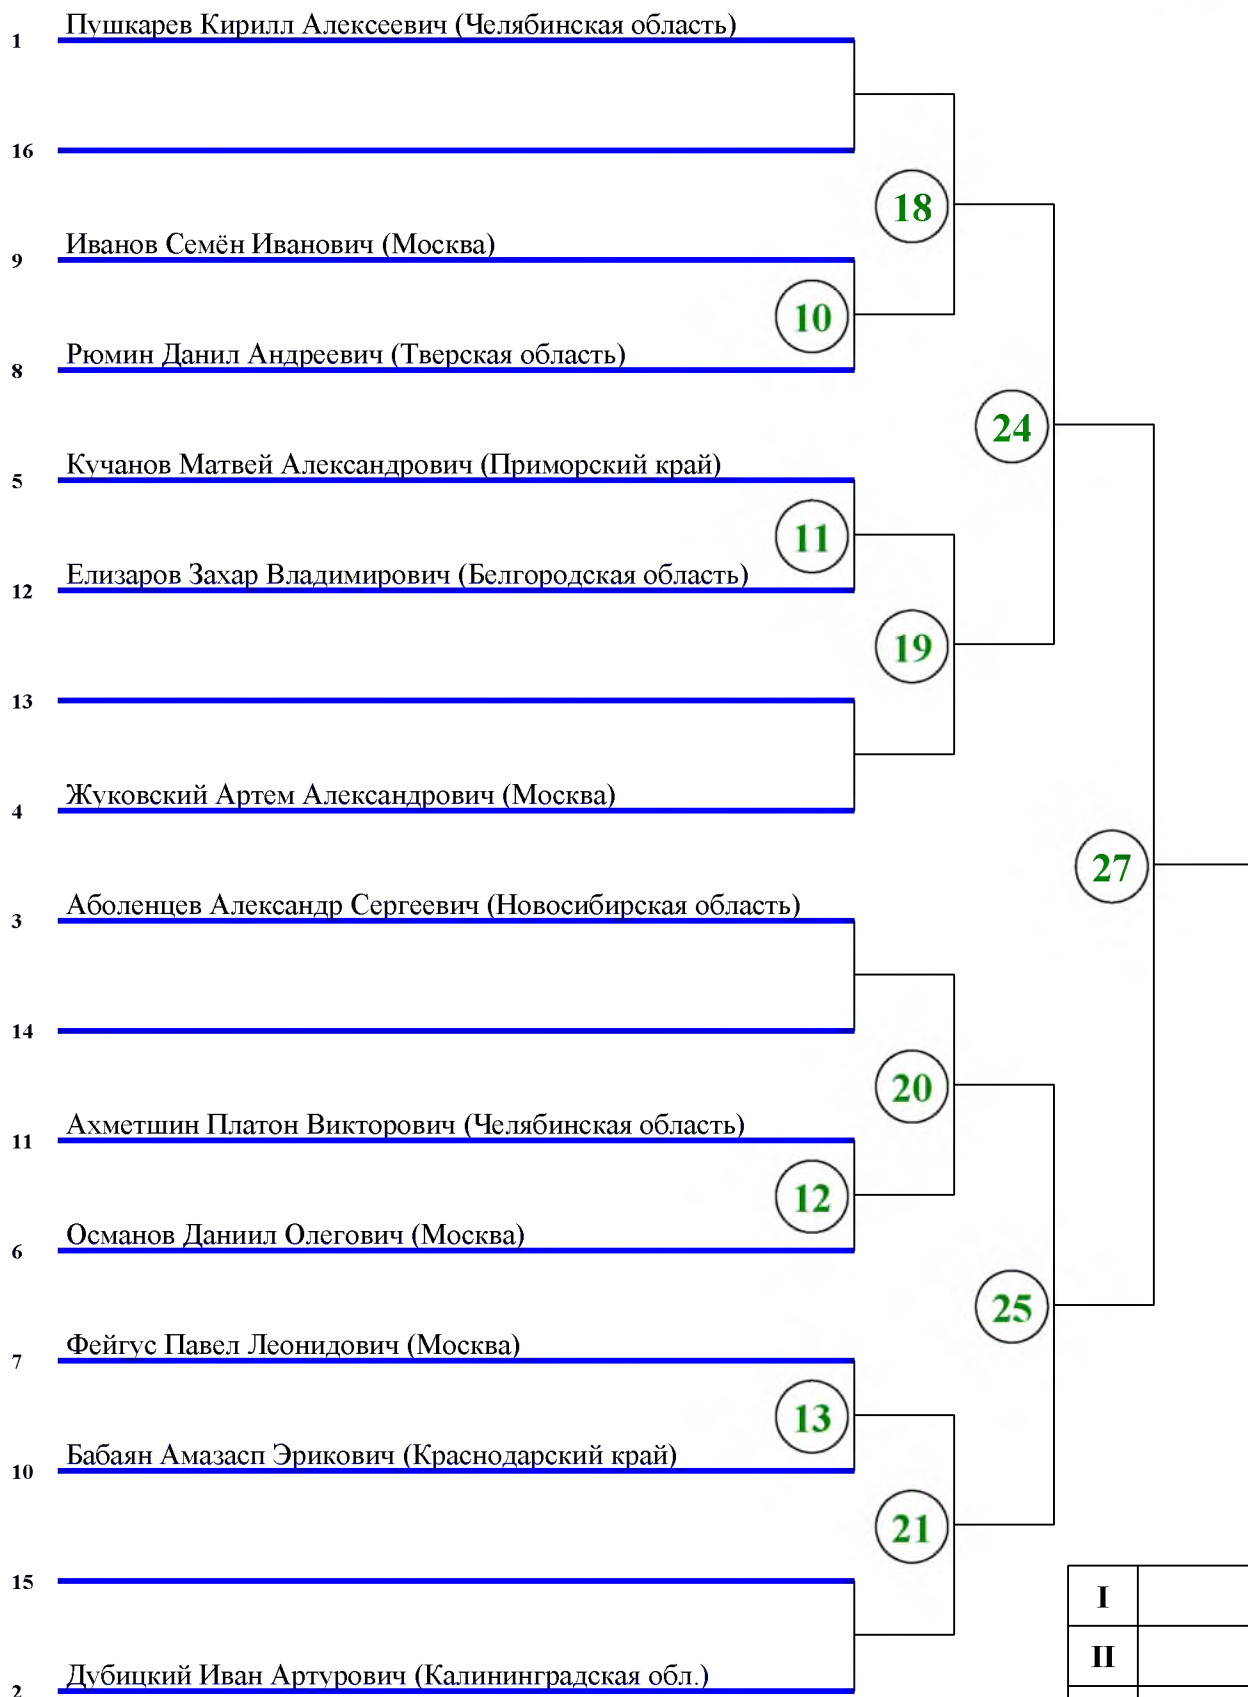 1 Пушкарев Кирилл Алексеевич (Челябинская область)
16
18
9 Иванов Семён Иванович (Москва)
10
8 Рюмин Данил Андреевич (Тверская область)
24
5 Кучанов Матвей Александрович (Приморский край)
11
12 Елизаров Захар Владимирович (Белгородская область)
19
13
4 Жуковский Артем Александрович (Москва)
27
3 Аболенцев Александр Сергеевич (Новосибирская область)
14
20
11 Ахметшин Платон Викторович (Челябинская область)
12
6 Османов Даниил Олегович (Москва)
25
7 Фейгус Павел Леонидович (Москва)
13
10 Бабаян Амазасп Эрикович (Краснодарский край)
21
15
I
II
2 Дубицкий Иван Артурович (Калининградская обл.)